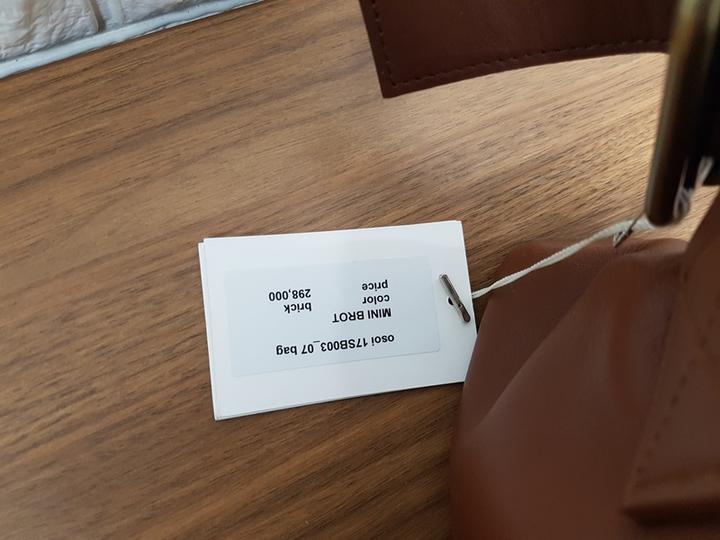 osoi 17SB003_07 bag
MINI BROT
color brick
price 298,000